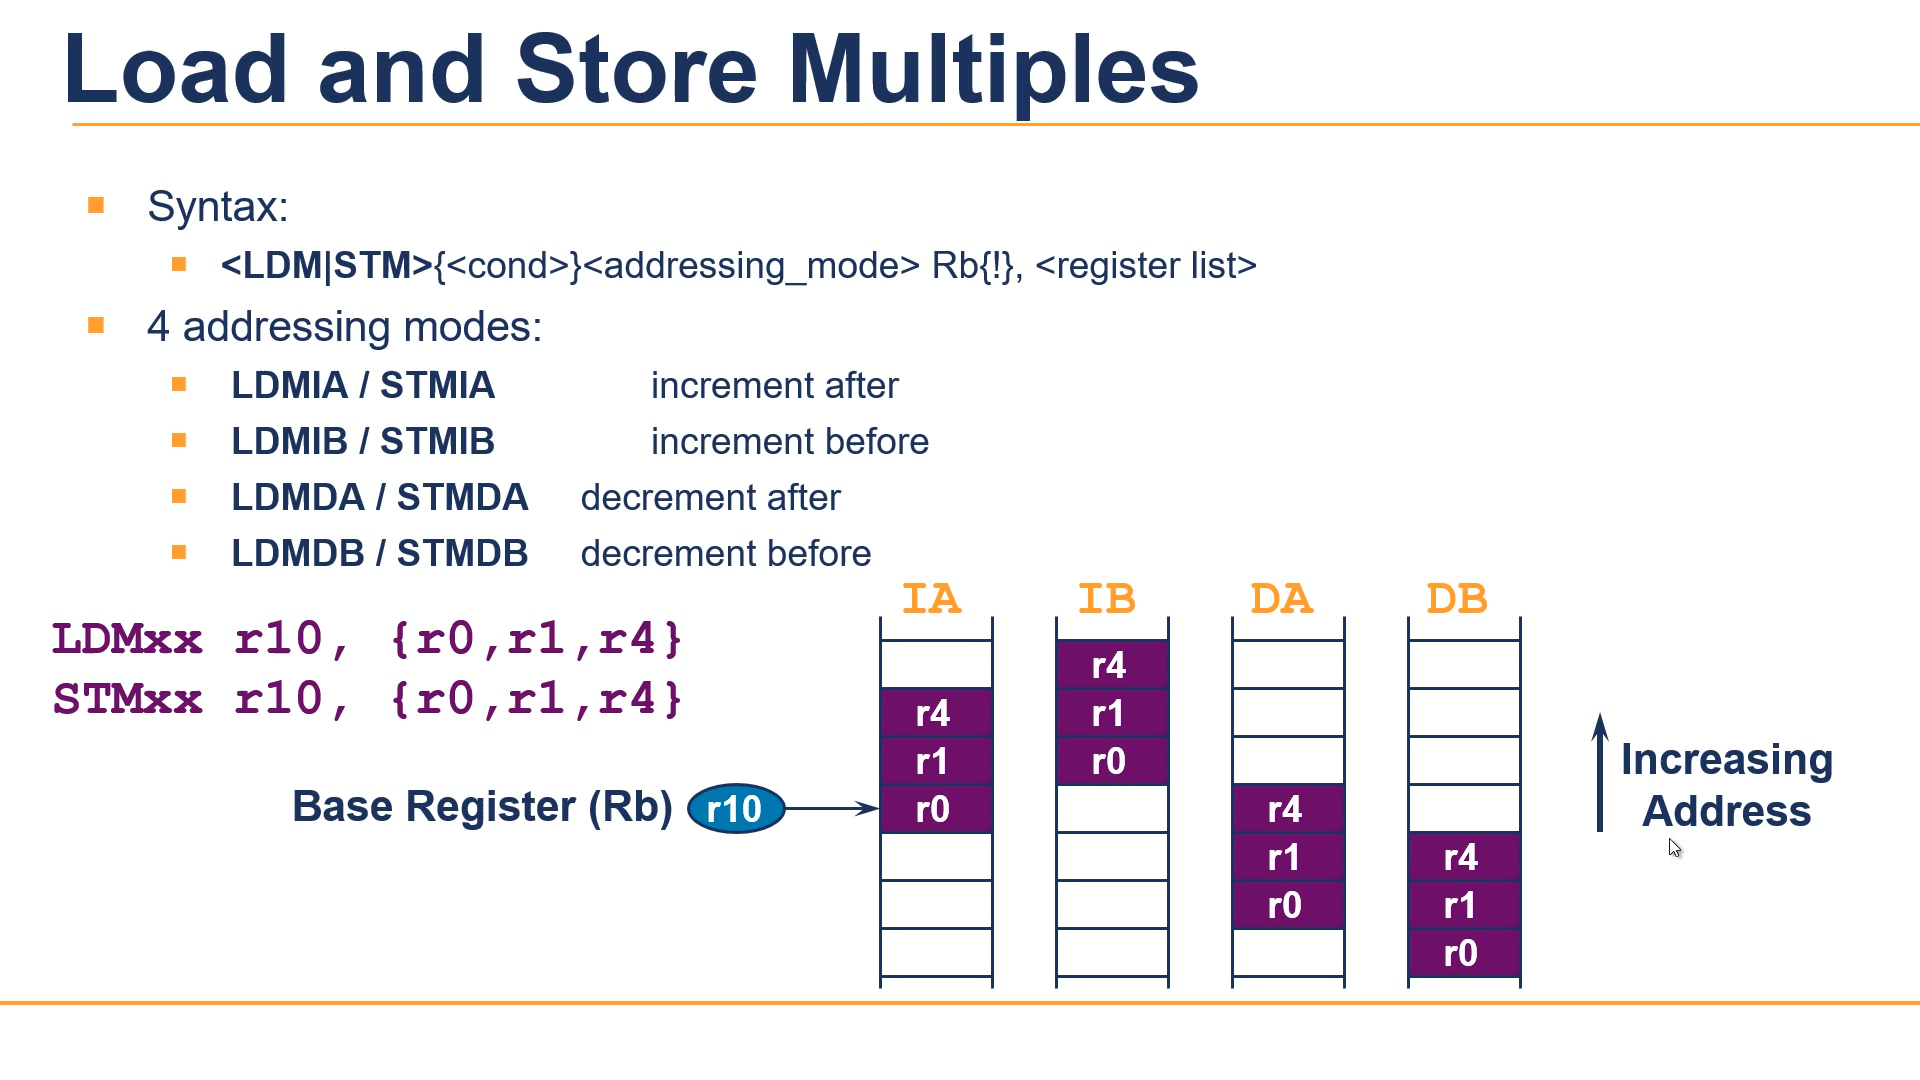 Load and Store Multiples
Syntax:
<LDM|STM>{<cond>}<addressing_mode> Rb{!}, <register list>
4 addressing modes:
LDMIA / STMIA increment after
LDMIB / STMIB increment before
LDMDA / STMDA decrement after
LDMDB / STMDB decrement before
LDMxx r10, {r0,r1,r4}
STMxx r10, {r0,r1,r4}
Base Register (Rb) r10
IA
r4
r1
r0
IB
r4
r1
r0
DA
r4
r1
r0
DB
r4
r1
r0
Increasing
Address